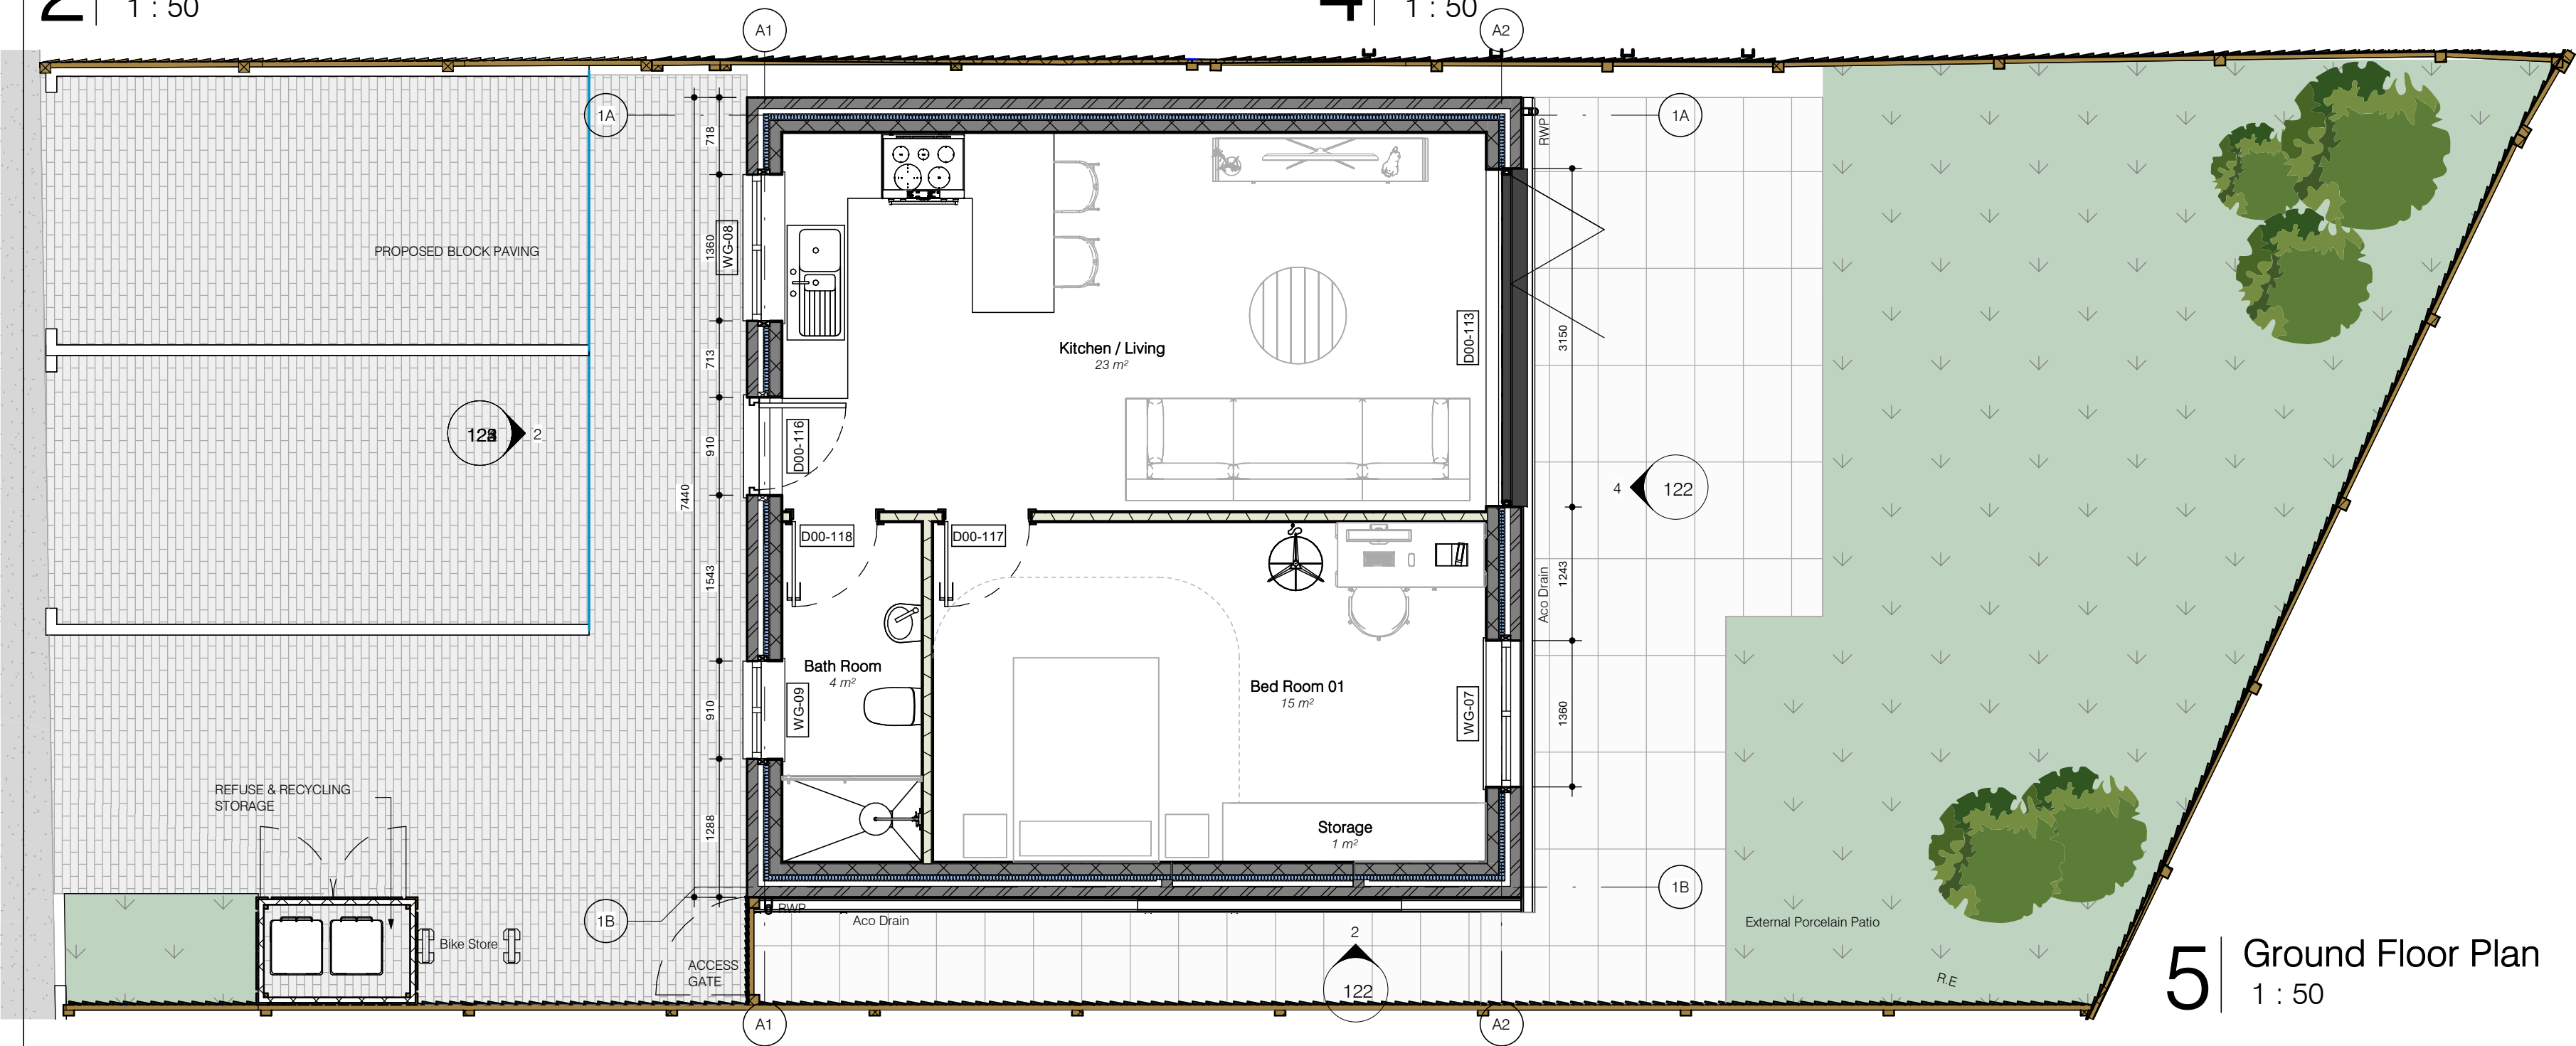 2
1 : 50
4
1 : 50
A1
A2
1A
1A
RWP
718
PROPOSED BLOCK PAVING
1360
WG-08
Kitchen / Living
23 m²
D00-113
3150
713
2
D00-116
910
7440
4
122
D00-118
D00-117
1543
Aco Drain
1243
Bath Room
4 m²
WG-09
910
Bed Room 01
15 m²
WG-07
1360
REFUSE & RECYCLING
STORAGE
1288
Storage
1 m²
1B
1B
RWP
Aco Drain
External Porcelain Patio
Bike Store
2
122
ACCESS
GATE
R.E
5
Ground Floor Plan
1 : 50
A1
A2